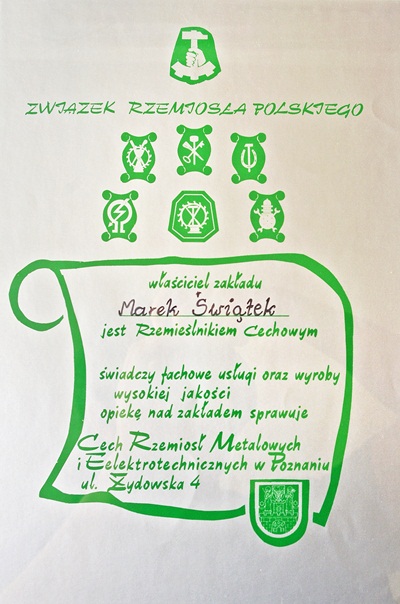 ZWIĄZEK RZEMIOSŁA POLSKIEGO
właściciel zakładu
Marek Świątek
jest Rzemieślnikiem Cechowym
świadczy fachowe usługi oraz wyroby
wysokiej jakości
opiekę nad zakładem sprawuje
Cech Rzemiosł Metalowych
i Eelektrotechnicznych w Poznaniu
ul. Żydowska 4